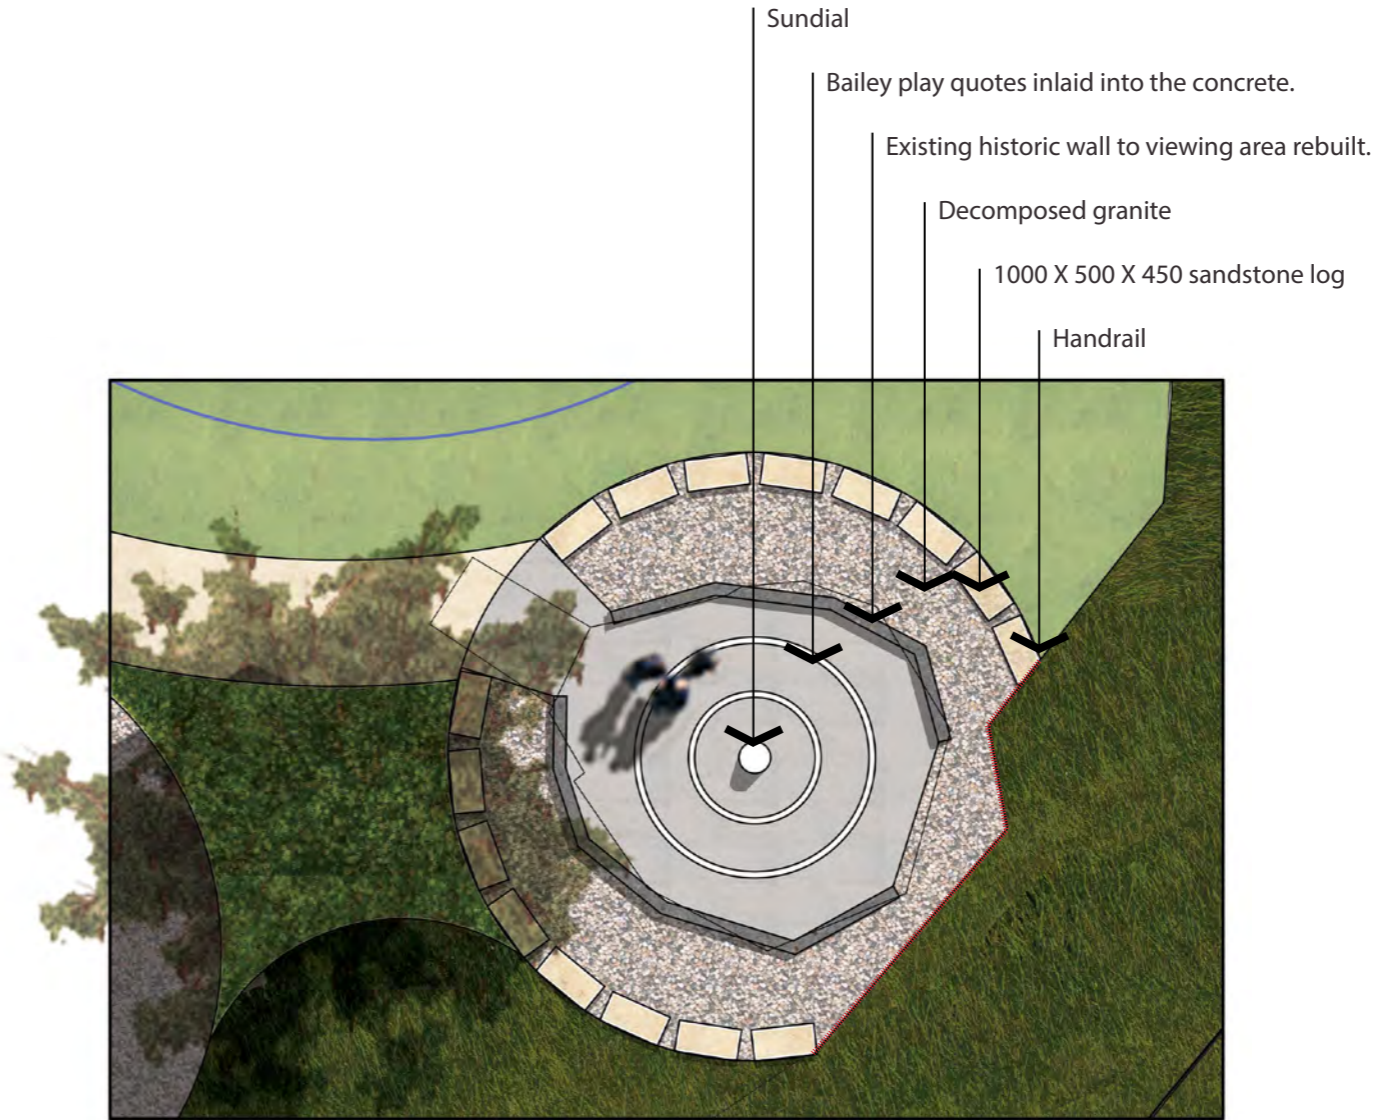 Sundial
Bailey play quotes inlaid into the concrete.
Existing historic wall to viewing area rebuilt.
Decomposed granite
1000 X 500 X 450 sandstone log
Handrail